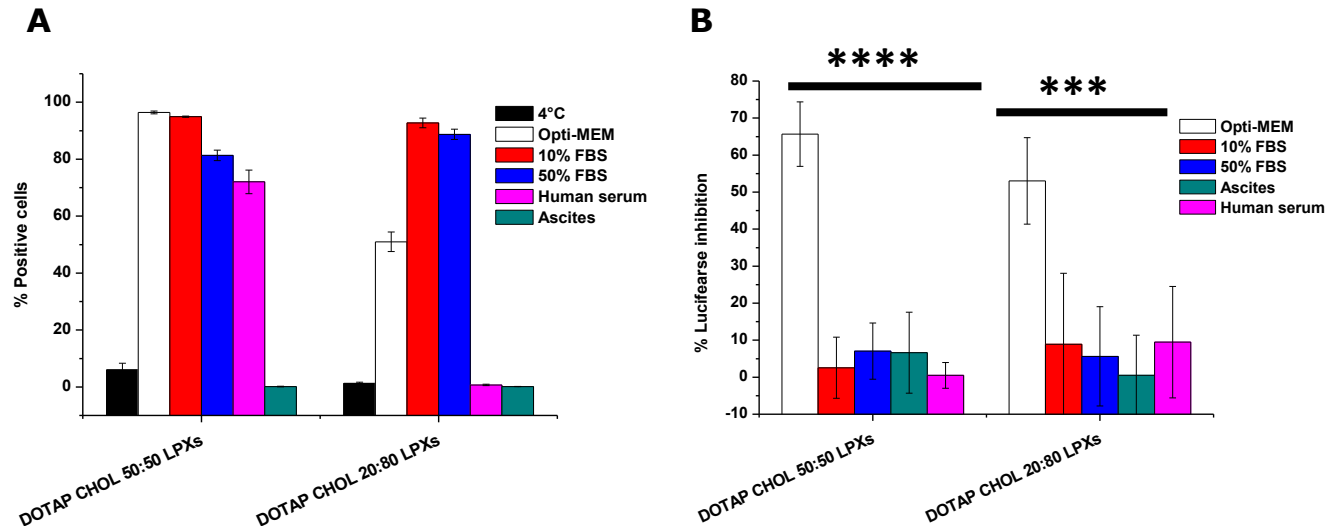 A
% Positive cells
100
80
60
40
20
0
4°C
Opti-MEM
10% FBS
50% FBS
Human serum
Ascites
DOTAP CHOL 50:50 LPXs
DOTAP CHOL 20:80 LPXs
B
****
***
% Lucifearse inhibition
80
70
60
50
40
30
20
10
0
-10
Opti-MEM
10% FBS
50% FBS
Ascites
Human serum
DOTAP CHOL 50:50 LPXs
DOTAP CHOL 20:80 LPXs